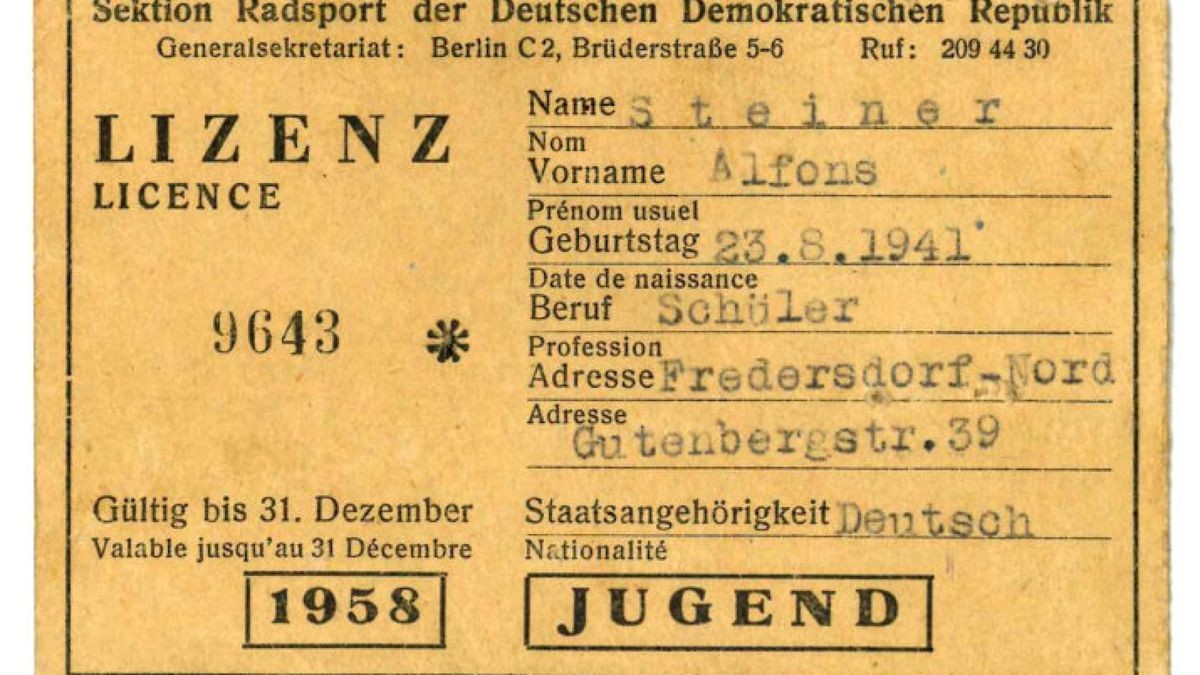 Sektion Radsport der Deutschen Demokratischen Republik
Generalsekretariat: Berlin C 2, Brüderstraße 5-6 Ruf: 209 44 30
LIZENZ
LICENCE
9643 *
Gültig bis 31. Dezember
Valable jusqu'au 31 Décembre
1958
Name Steiner
Nom
Vorname Alfons
Prénom usuel
Geburtstag 23.8.1941
Date de naissance
Beruf Schüler
Profession
Adresse Fredersdorf-Nord
Adresse
Gutenbergstr.39
Staatsangehörigkeit Deutsch
Nationalité
JUGEND